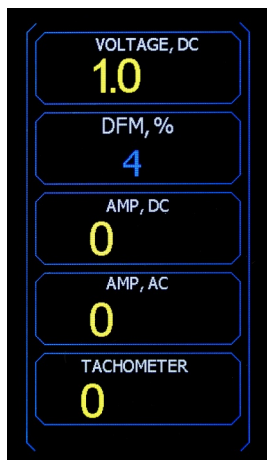 VOLTAGE, DC
1.0
DFM, %
4
AMP, DC
0
AMP, AC
0
TACHOMETER
0